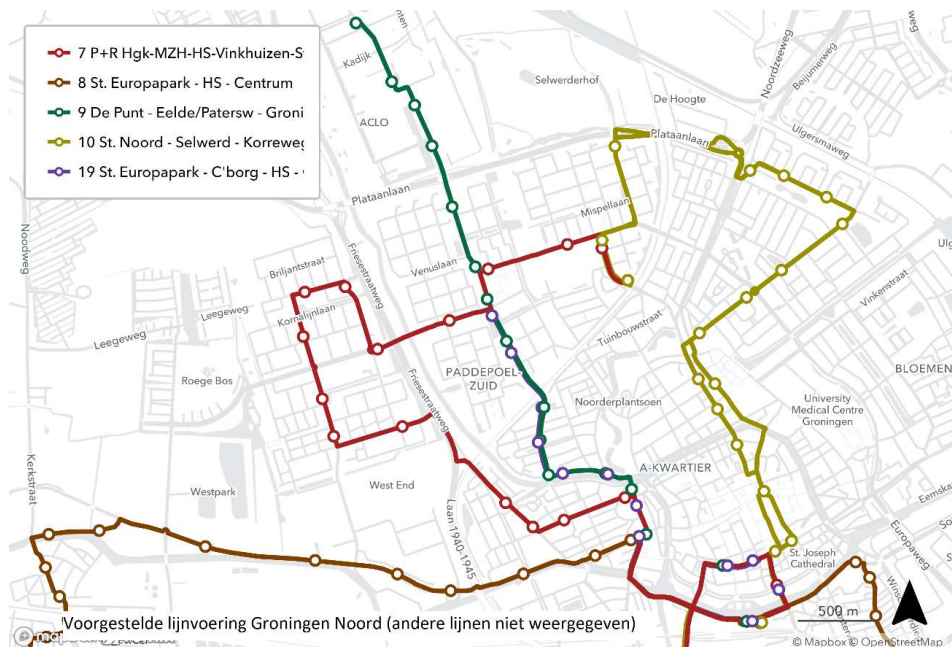 7 P+R Hgk-MZH-HS-Vinkhuizen-S
8 St. Europapark - HS - Centrum
9 De Punt - Eelde/Patersw - Groni
10 St. Noord - Selwerd - Korreweg
19 St. Europapark - C'borg - HS -
Kadijk
ACLO
Plataanlaan
Selwerderhof
De Hoogte
Plataanlaan
Noordzeeweg
Beijumerweg
Ulgersmaweg
Noodweg
Mispellaan
Venuslaan
Friesestraatweg
Briljantstraat
Kornalijnlaan
Leegeweg
Leegeweg
Vinkenstraat
Tuinbouwstraat
Roege Bos
PADDEPOEL-
ZUID
BLOEMEN
Noorderplantsoen
University
Medical Centre
Groningen
Friesestraatweg
A-KWARTIER
Kerkstraat
Westpark
West End
Laan 1940-1945
Eemska
Europaweg
St. Joseph
Cathedral
500 m
Voorgestelde lijnvoering Groningen Noord (andere lijnen niet weergegeven)
© Mapbox © OpenStreetMap